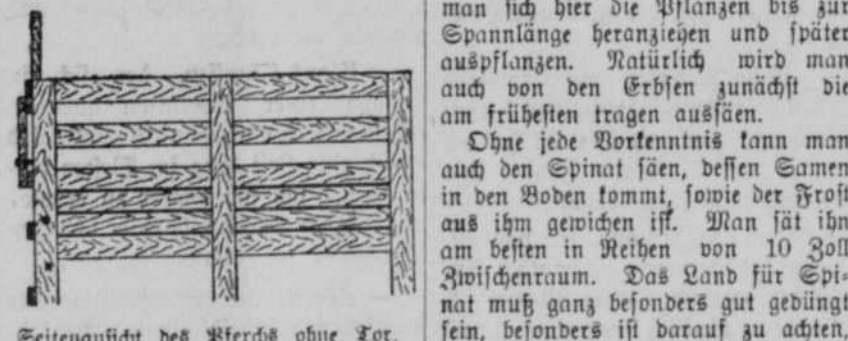 Seitenansicht des Pferchs ohne Tor.
man sich hier die Pflanzen bis zur
Spannlänge heranziehen und später
auspflanzen. Natürlich wird man
auch von den Erbsen zunächst die
am frühesten tragen aussäen.
Ohne jede Vorkenntnis kann man
auch den Spinat säen, dessen Samen
in den Boden kommt, sowie der Frost
aus ihm gewichen ist. Man sät ihn
am besten in Reihen von 10 Zoll
Zwischenraum. Das Land für Spi-
nat muß ganz besonders gut gedüngt
sein, besonders ist darauf zu achten,